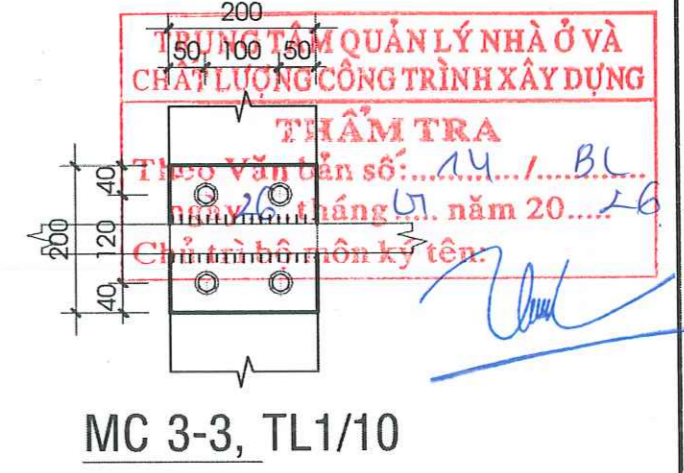 200
50 100 50
TRUNG TÂM QUẢN LÝ NHÀ Ở VÀ
CHẤT LƯỢNG CÔNG TRÌNH XÂY DỰNG
THẨM TRA
Theo Văn bản số: 14 / BL
ngày 26 tháng ..... năm 20.....26
Chủ trì bộ môn ký tên:
40
120
40
200
MC 3-3, TL1/10